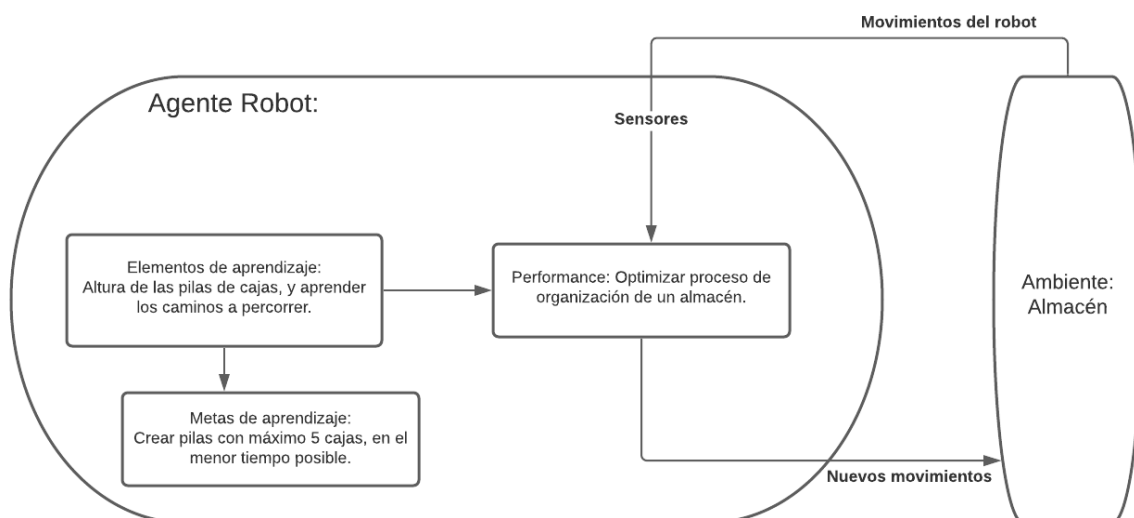 Movimientos del robot
Agente Robot:
Sensores
Elementos de aprendizaje:
Altura de las pilas de cajas, y aprender
los caminos a percorrer.
Performance: Optimizar proceso de
organización de un almacén.
Ambiente:
Almacén
Metas de aprendizaje:
Crear pilas con máximo 5 cajas, en el
menor tiempo posible.
Nuevos movimientos